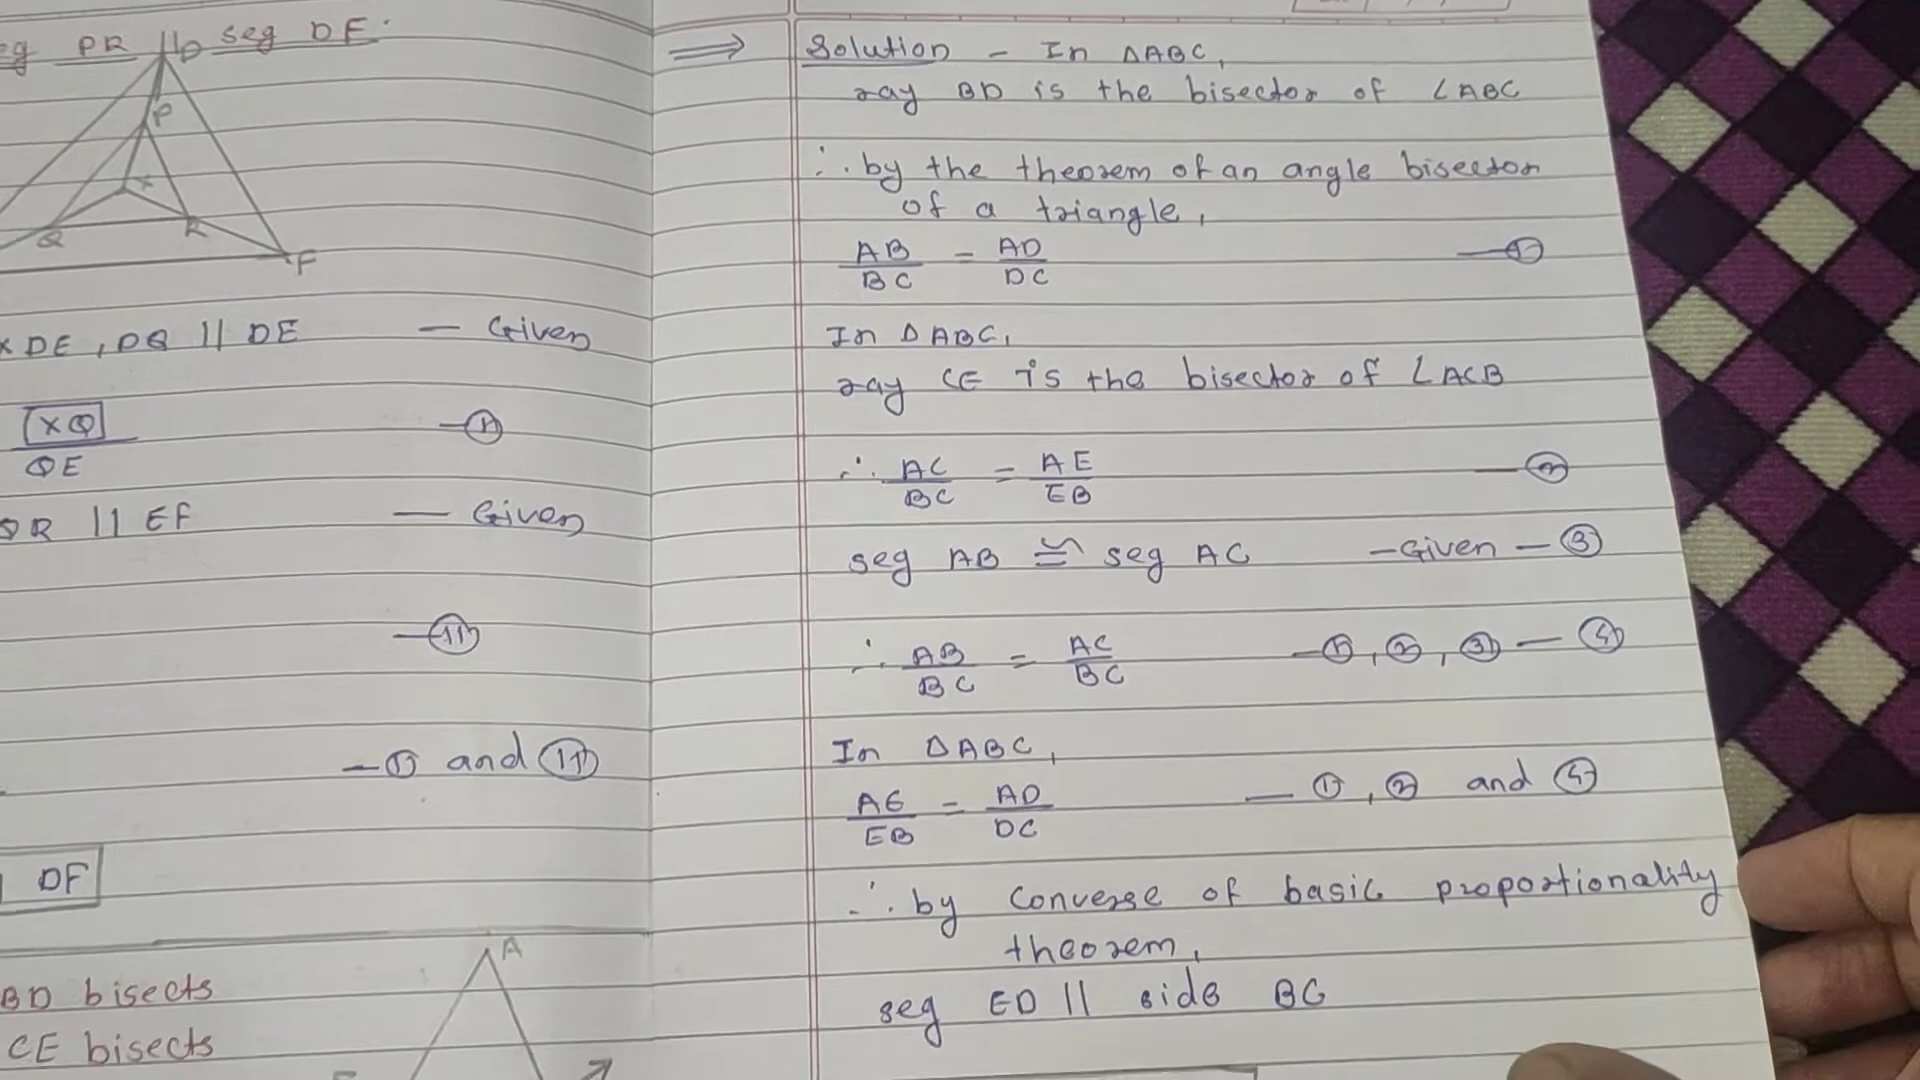 seg PR || seg DF.
D
P
X
Q
R
F
XDE, PQ || DE — Given
XQ
QE
QR || EF — Given
— (II)
— (I) and (II)
DF
BD bisects
CE bisects
A
⟹ Solution – In △ABC,
ray BD is the bisector of ∠ABC
∴ by the theorem of an angle bisector
of a triangle,
AB/BC = AD/DC — (1)
In △ABC,
ray CE is the bisector of ∠ACB
∴ AC/BC = AE/EB — (2)
seg AB ≅ seg AC – Given – (3)
∴ AB/BC = AC/BC – (1), (2), (3) – (4)
In △ABC,
AE/EB = AD/DC — (1), (2) and (4)
∴ by converse of basic proportionality
theorem,
seg ED || side BC